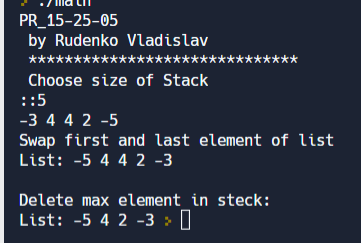 > ./main
PR_15-25-05
by Rudenko Vladislav
******************************
Choose size of Stack
::5
-3 4 4 2 -5
Swap first and last element of list
List: -5 4 4 2 -3
Delete max element in steck:
List: -5 4 2 -3 >